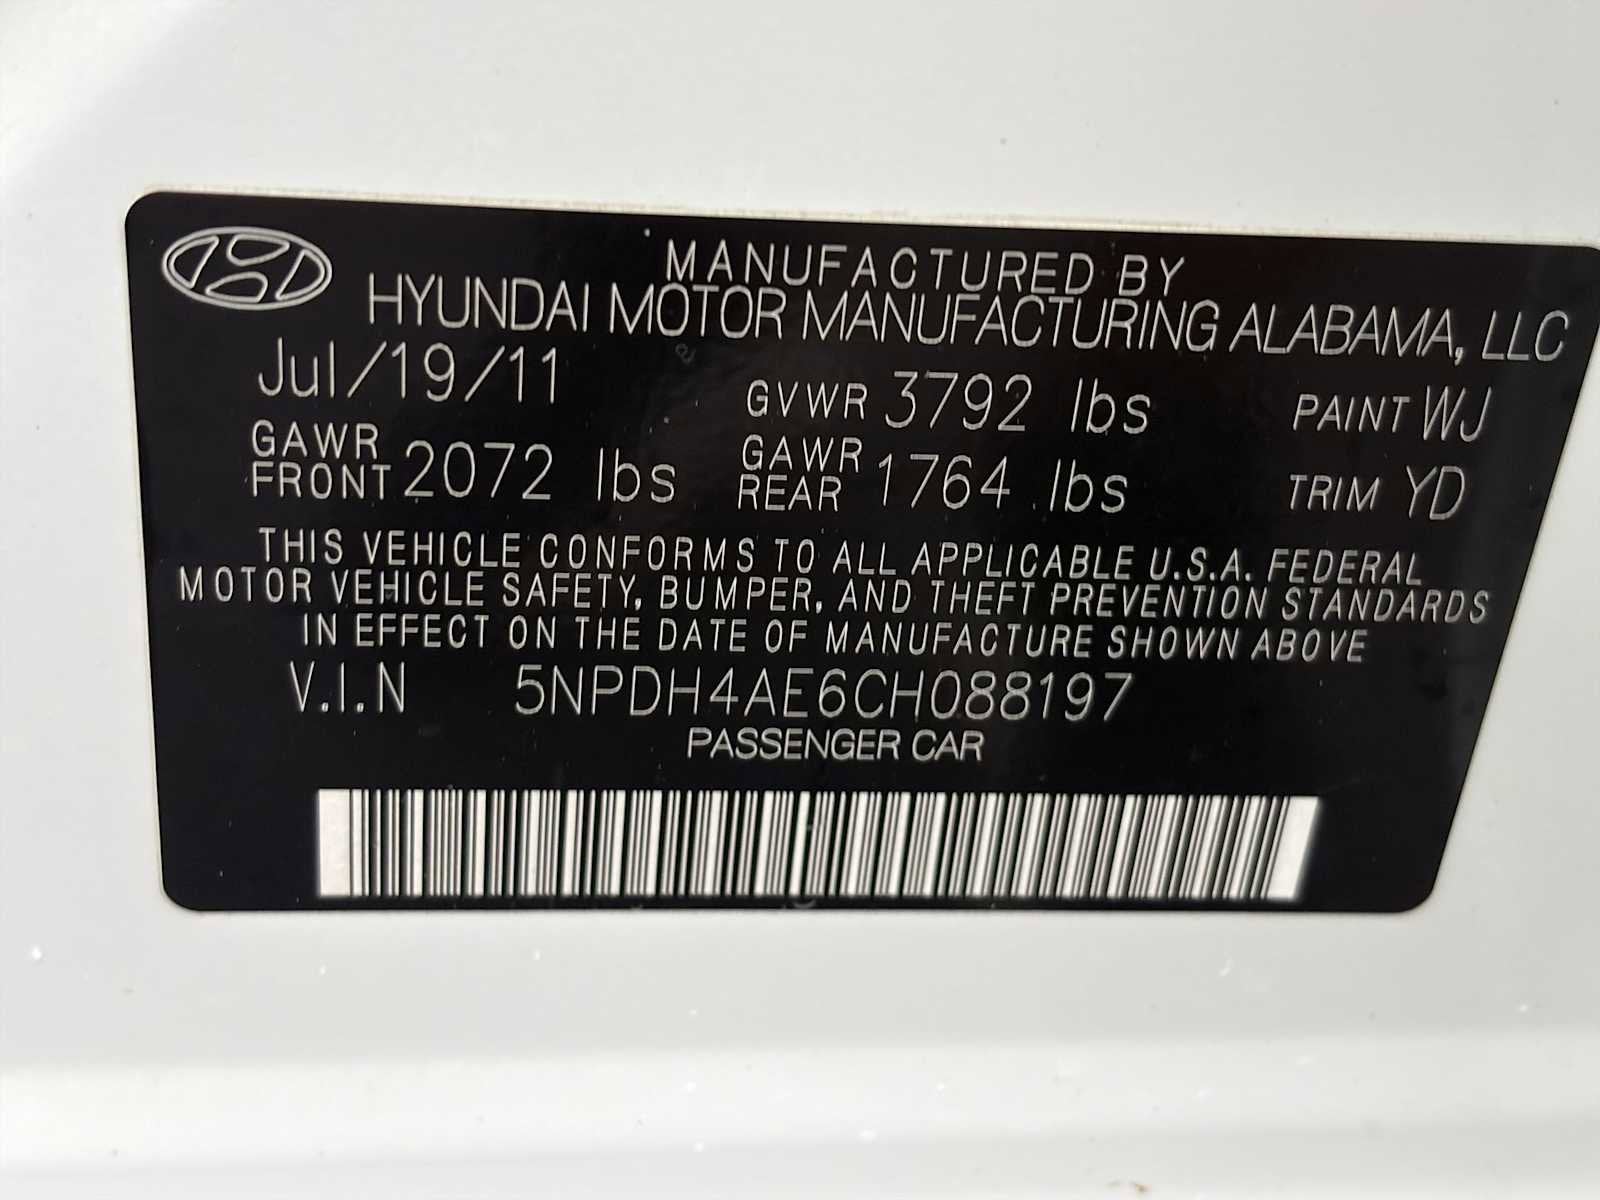 MANUFACTURED BY
HYUNDAI MOTOR MANUFACTURING ALABAMA, LLC
Jul/19/11 GVWR 3792 lbs PAINT WJ
GAWR FRONT 2072 lbs GAWR REAR 1764 lbs TRIM YD
THIS VEHICLE CONFORMS TO ALL APPLICABLE U.S.A. FEDERAL
MOTOR VEHICLE SAFETY, BUMPER, AND THEFT PREVENTION STANDARDS
IN EFFECT ON THE DATE OF MANUFACTURE SHOWN ABOVE
V.I.N 5NPDH4AE6CH088197
PASSENGER CAR